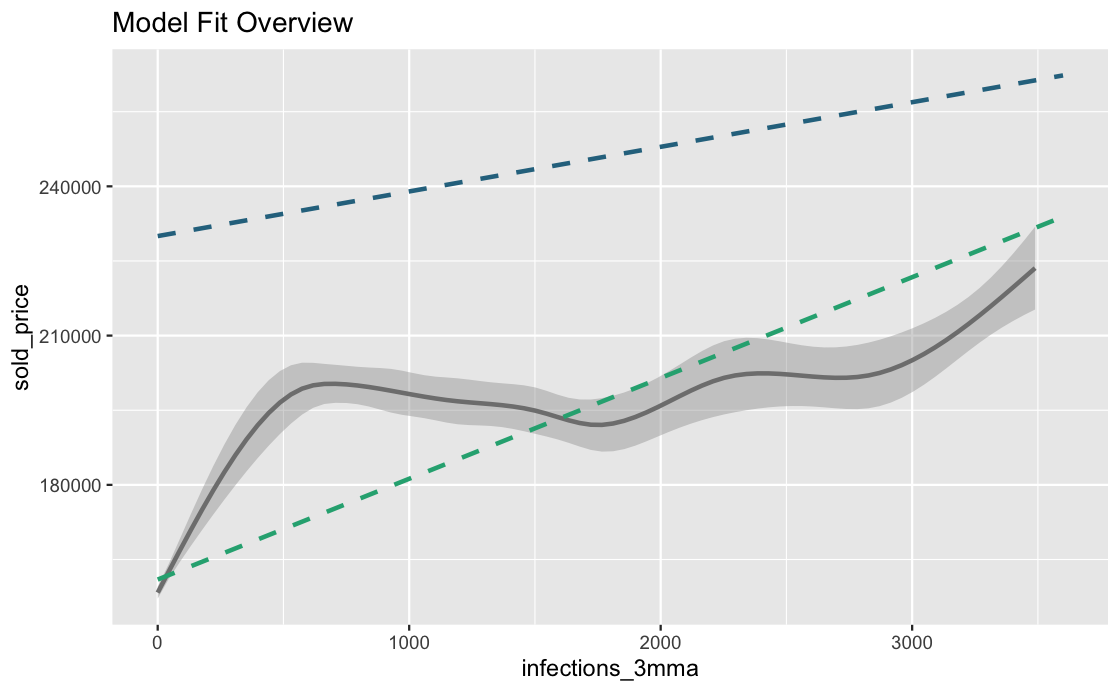 Model Fit Overview
sold_price
240000
210000
180000
0 1000 2000 3000
infections_3mma